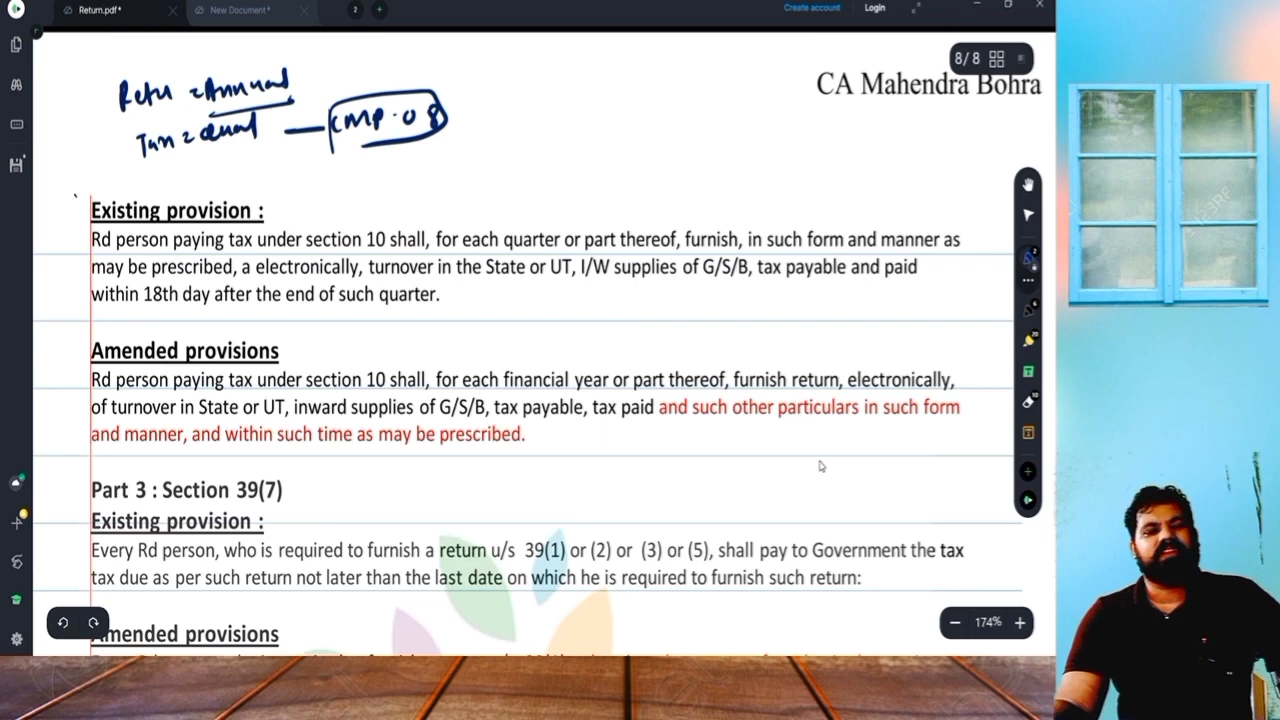 Return.pdf*
New Document*
2
Create account
Login
8/8
CA Mahendra Bohra
Retu = Annual
Tax =
CMP.08
Existing provision :
Rd person paying tax under section 10 shall, for each quarter or part thereof, furnish, in such form and manner as
may be prescribed, a electronically, turnover in the State or UT, I/W supplies of G/S/B, tax payable and paid
within 18th day after the end of such quarter.
Amended provisions
Rd person paying tax under section 10 shall, for each financial year or part thereof, furnish return, electronically,
of turnover in State or UT, inward supplies of G/S/B, tax payable, tax paid and such other particulars in such form
and manner, and within such time as may be prescribed.
Part 3 : Section 39(7)
Existing provision :
Every Rd person, who is required to furnish a return u/s 39(1) or (2) or (3) or (5), shall pay to Government the tax
tax due as per such return not later than the last date on which he is required to furnish such return:
Amended provisions
174%